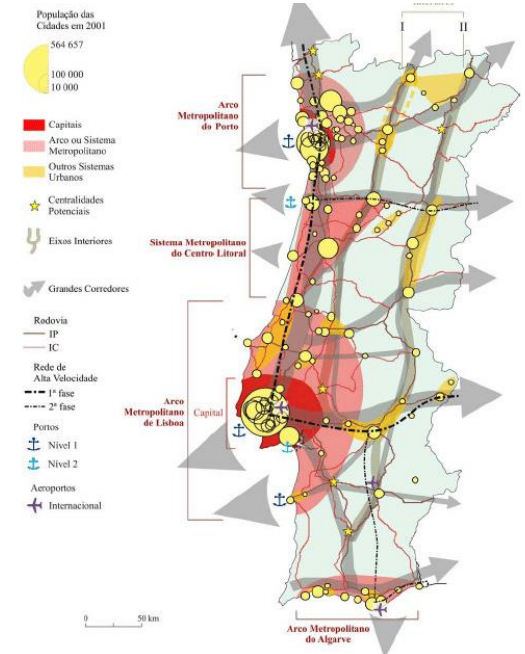 População das
Cidades em 2001
564 657
100 000
10 000
Capitais
Arco ou Sistema
Metropolitano
Outros Sistemas
Urbanos
Centralidades
Potenciais
Eixos Interiores
Grandes Corredores
Rodovia
IP
IC
Rede de
Alta Velocidade
1ª fase
2ª fase
Portos
Nível 1
Nível 2
Aeroportos
Internacional
0
50 km
I
II
Arco
Metropolitano
do Porto
Sistema Metropolitano
do Centro Litoral
Arco
Metropolitano
de Lisboa
Capital
Arco Metropolitano
do Algarve